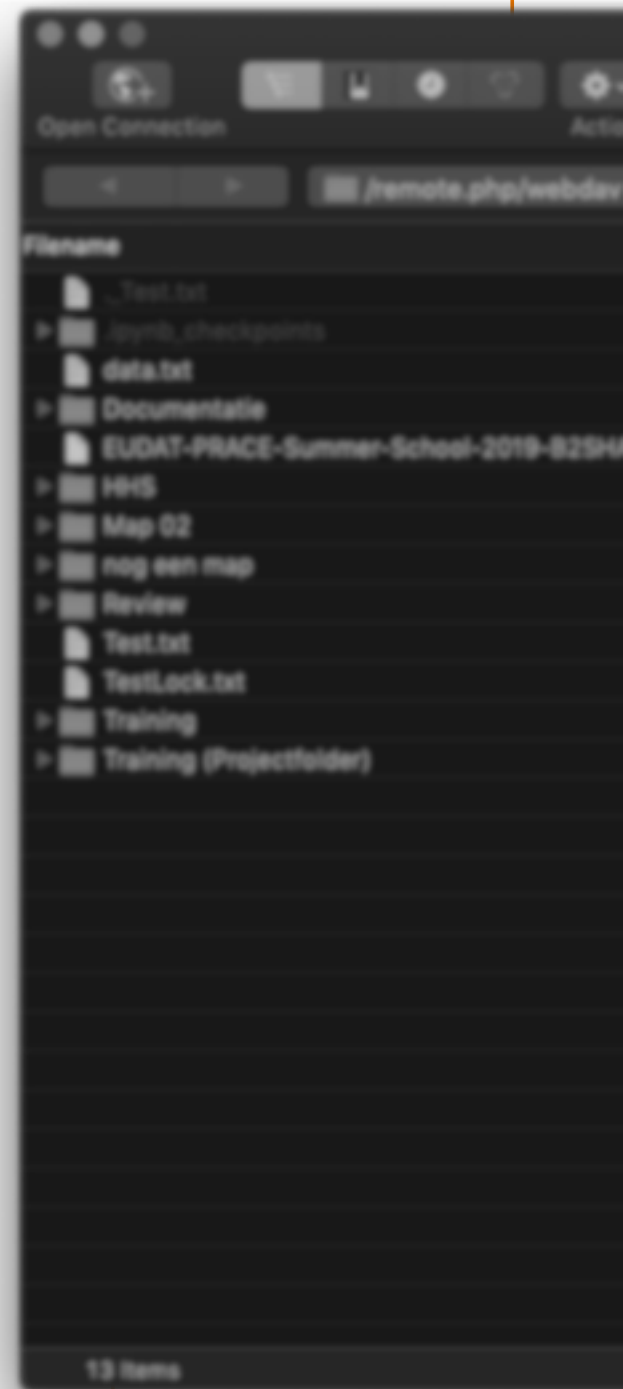 Open Connection
Actio
/remote.php/webdav
Filename
._Test.txt
.ipynb_checkpoints
data.txt
Documentatie
EUDAT-PRACE-Summer-School-2019-B2SHA
HHS
Map 02
nog een map
Review
Test.txt
TestLock.txt
Training
Training (Projectfolder)
13 Items